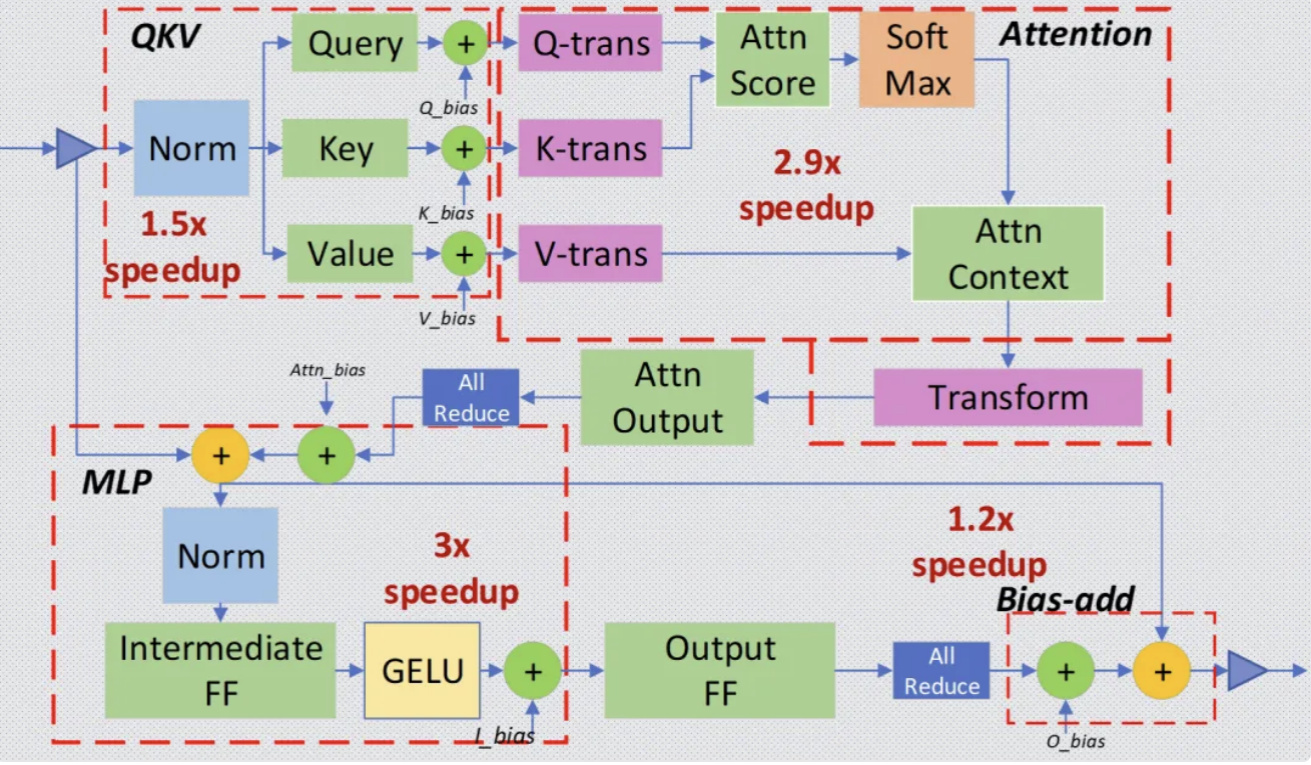 QKV
Query
+
Q_bias
Norm
Key
+
K_bias
1.5x
speedup
Value
+
V_bias
Q-trans
Attn
Score
Soft
Max
Attention
K-trans
2.9x
speedup
V-trans
Attn
Context
Transform
Attn
Output
All
Reduce
Attn_bias
+
+
MLP
Norm
3x
speedup
Intermediate
FF
GELU
+
I_bias
Output
FF
All
Reduce
1.2x
speedup
Bias-add
+
+
O_bias